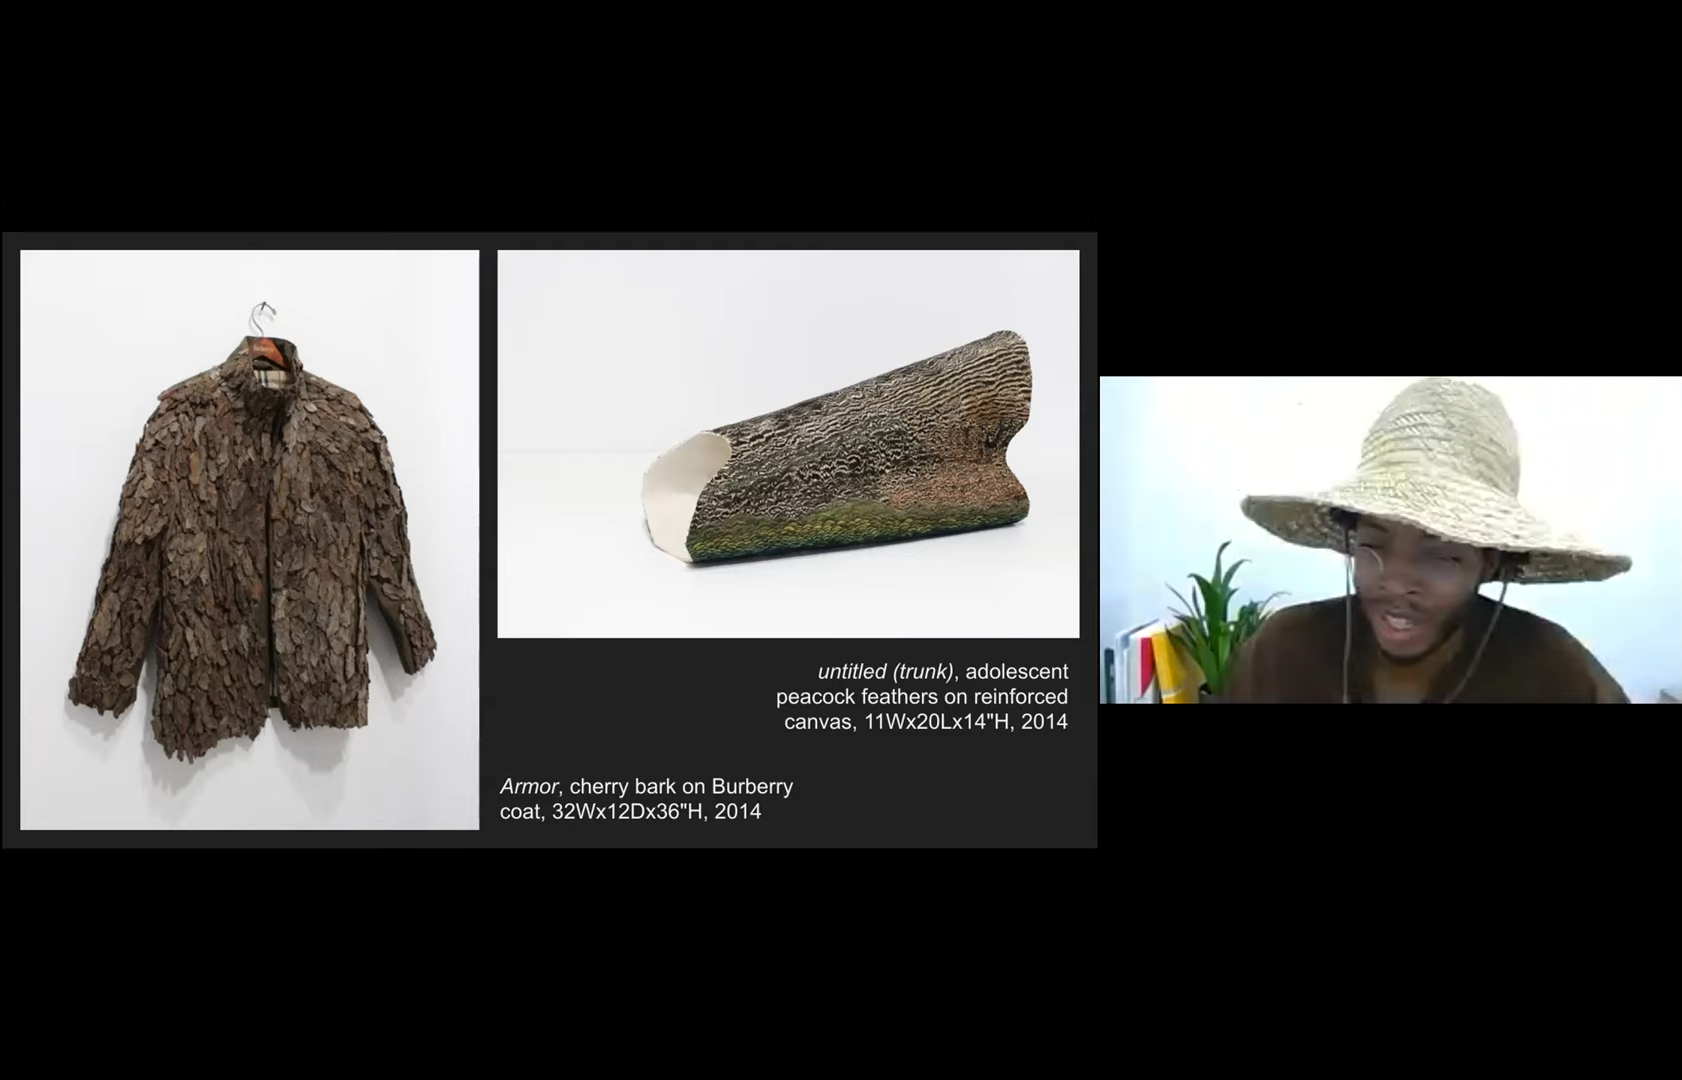 untitled (trunk), adolescent
peacock feathers on reinforced
canvas, 11Wx20Lx14"H, 2014
Armor, cherry bark on Burberry
coat, 32Wx12Dx36"H, 2014